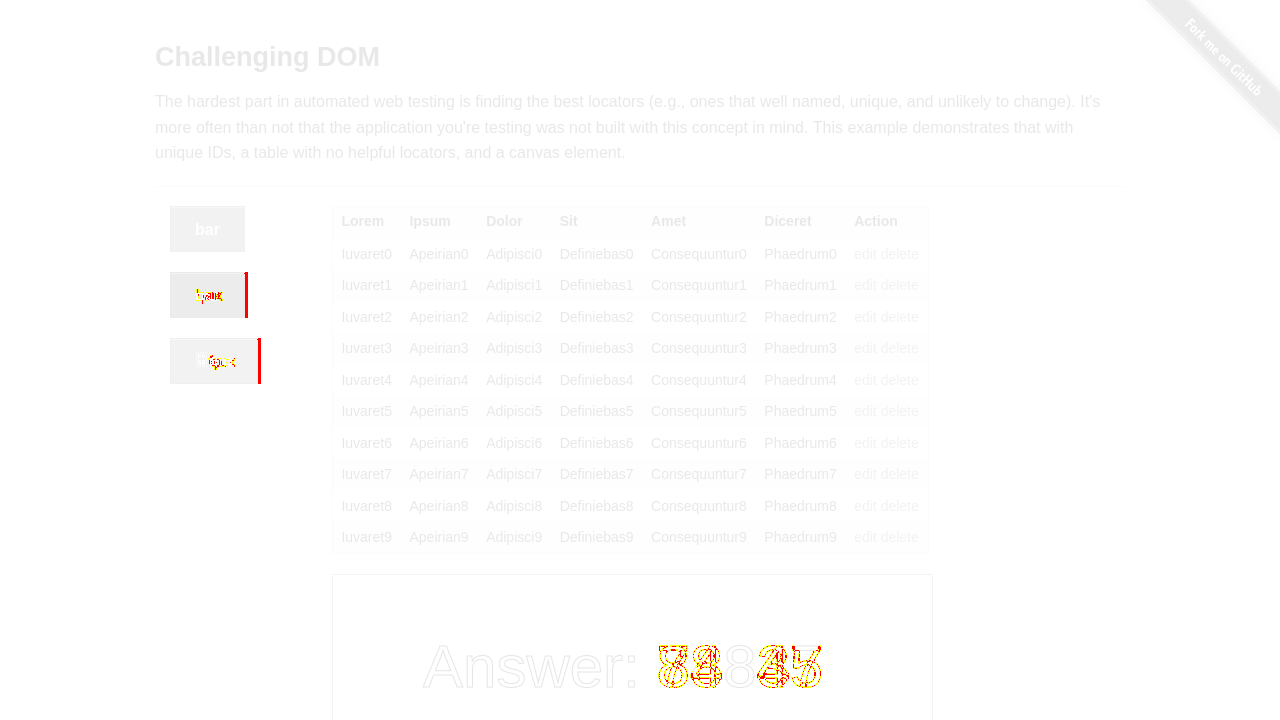 Fork me on GitHub
Challenging DOM
The hardest part in automated web testing is finding the best locators (e.g., ones that well named, unique, and unlikely to change). It's
more often than not that the application you're testing was not built with this concept in mind. This example demonstrates that with
unique IDs, a table with no helpful locators, and a canvas element.
bar
Lorem Ipsum Dolor Sit Amet Diceret Action
Iuvaret0 Apeirian0 Adipisci0 Definiebas0 Consequuntur0 Phaedrum0 edit delete
Iuvaret1 Apeirian1 Adipisci1 Definiebas1 Consequuntur1 Phaedrum1 edit delete
Iuvaret2 Apeirian2 Adipisci2 Definiebas2 Consequuntur2 Phaedrum2 edit delete
Iuvaret3 Apeirian3 Adipisci3 Definiebas3 Consequuntur3 Phaedrum3 edit delete
Iuvaret4 Apeirian4 Adipisci4 Definiebas4 Consequuntur4 Phaedrum4 edit delete
Iuvaret5 Apeirian5 Adipisci5 Definiebas5 Consequuntur5 Phaedrum5 edit delete
Iuvaret6 Apeirian6 Adipisci6 Definiebas6 Consequuntur6 Phaedrum6 edit delete
Iuvaret7 Apeirian7 Adipisci7 Definiebas7 Consequuntur7 Phaedrum7 edit delete
Iuvaret8 Apeirian8 Adipisci8 Definiebas8 Consequuntur8 Phaedrum8 edit delete
Iuvaret9 Apeirian9 Adipisci9 Definiebas9 Consequuntur9 Phaedrum9 edit delete
Answer: